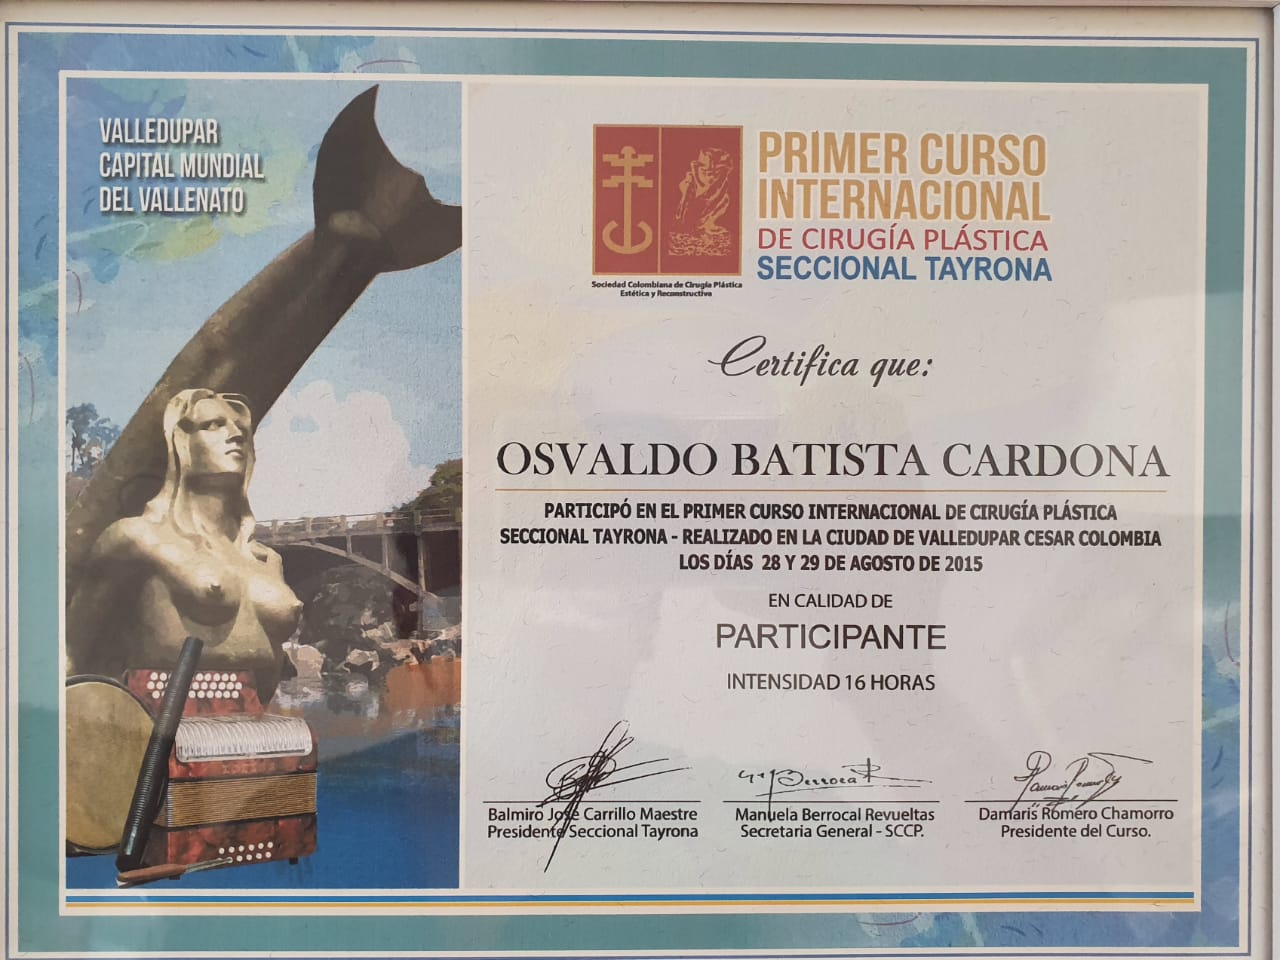 VALLEDUPAR
CAPITAL MUNDIAL
DEL VALLENATO
PRIMER CURSO
INTERNACIONAL
DE CIRUGÍA PLÁSTICA
SECCIONAL TAYRONA
Sociedad Colombiana de Cirugía Plástica
Estética y Reconstructiva
Certifica que:
OSVALDO BATISTA CARDONA
PARTICIPÓ EN EL PRIMER CURSO INTERNACIONAL DE CIRUGÍA PLÁSTICA
SECCIONAL TAYRONA - REALIZADO EN LA CIUDAD DE VALLEDUPAR CESAR COLOMBIA
LOS DÍAS 28 Y 29 DE AGOSTO DE 2015
EN CALIDAD DE
PARTICIPANTE
INTENSIDAD 16 HORAS
Balmiro José Carrillo Maestre
Presidente Seccional Tayrona
Manuela Berrocal Revueltas
Secretaria General - SCCP.
Damaris Romero Chamorro
Presidente del Curso.